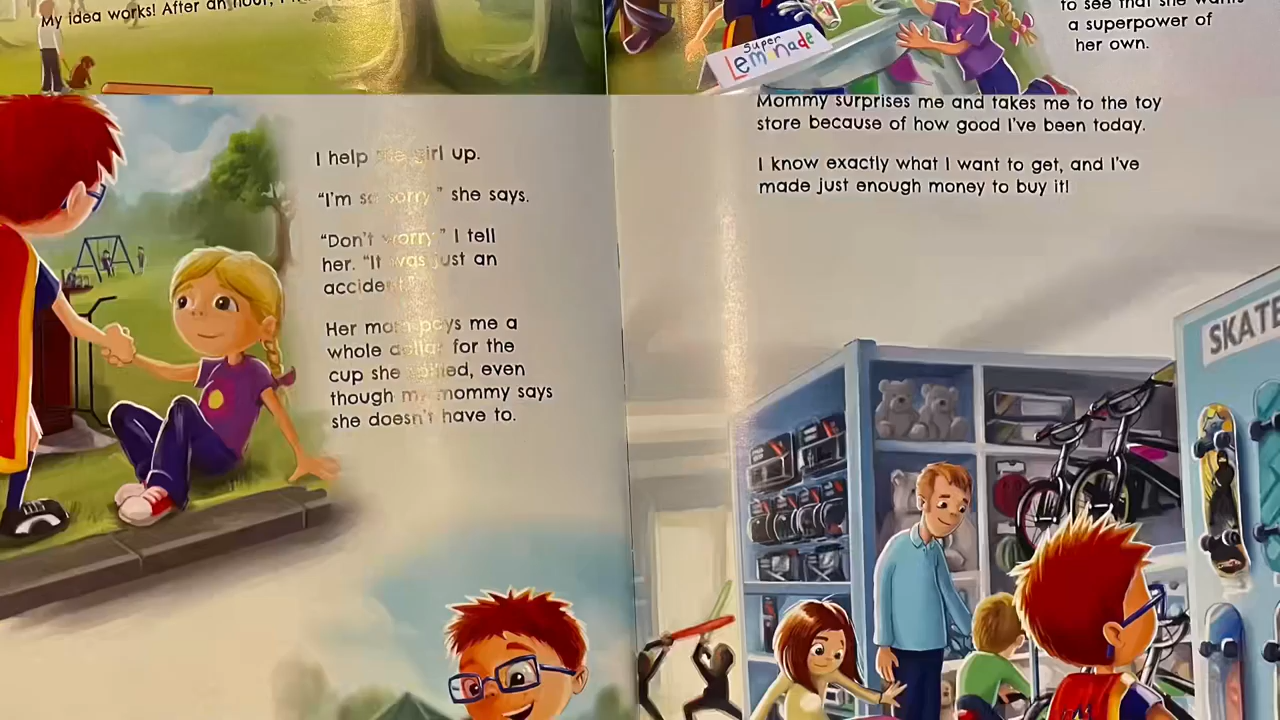 My idea works! After an hour, I
to see that she wants
a superpower of
her own.
Super
Lemonade
I help the girl up.
"I'm so sorry," she says.
"Don't worry," I tell
her. "It was just an
accident."
Her mom pays me a
whole dollar for the
cup she spilled, even
though my mommy says
she doesn't have to.
Mommy surprises me and takes me to the toy
store because of how good I've been today.
I know exactly what I want to get, and I've
made just enough money to buy it!
SKATE